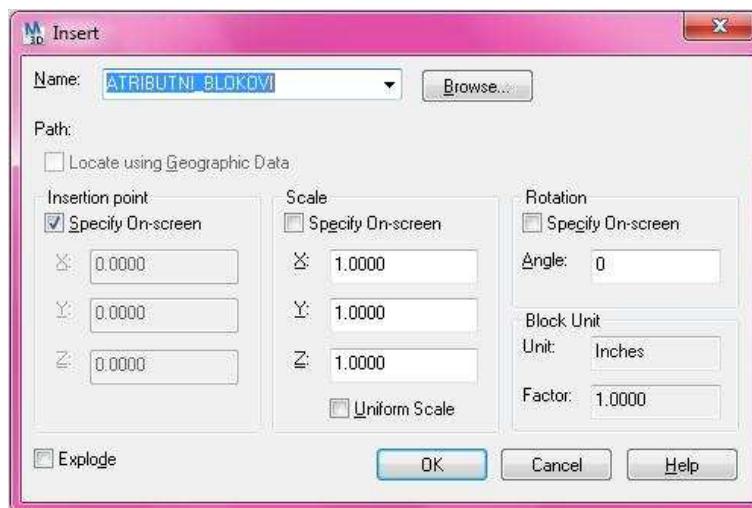 M 3D Insert
Name: ATRIBUTNI_BLOKOVI Browse...
Path:
Locate using Geographic Data
Insertion point
Specify On-screen
X: 0.0000
Y: 0.0000
Z: 0.0000
Scale
Specify On-screen
X: 1.0000
Y: 1.0000
Z: 1.0000
Uniform Scale
Rotation
Specify On-screen
Angle: 0
Block Unit
Unit: Inches
Factor: 1.0000
Explode
OK Cancel Help